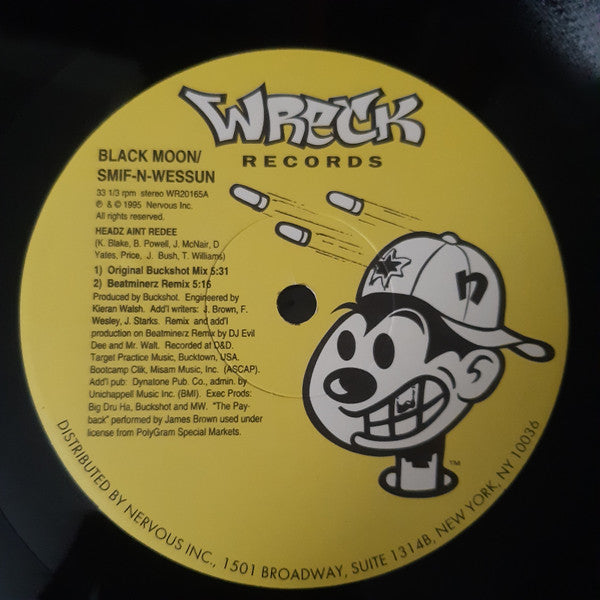 WRECK
RECORDS
BLACK MOON/
SMIF-N-WESSUN
33 1/3 rpm stereo WR20165A
℗ & © 1995 Nervous Inc.
All rights reserved.
HEADZ AINT REDEE
(K. Blake, B. Powell, J. McNair, D
Yates, Price, J. Bush, T. Williams)
1) Original Buckshot Mix 5:31
2) Beatminerz Remix 5:16
Produced by Buckshot. Engineered by
Kieran Walsh. Add'l writers: J. Brown, F.
Wesley, J. Starks. Remix and add'l
production on Beatminerz Remix by DJ Evil
Dee and Mr. Walt. Recorded at D&D.
Target Practice Music, Bucktown, USA.
Bootcamp Clik, Misam Music Inc. (ASCAP).
Add'l pub: Dynatone Pub. Co., admin. by
Unichappell Music Inc. (BMI). Exec Prods:
Big Dru Ha, Buckshot and MW. "The Pay-
back" performed by James Brown used under
license from PolyGram Special Markets.
n
TM
DISTRIBUTED BY NERVOUS INC., 1501 BROADWAY, SUITE 1314B, NEW YORK, NY 10036